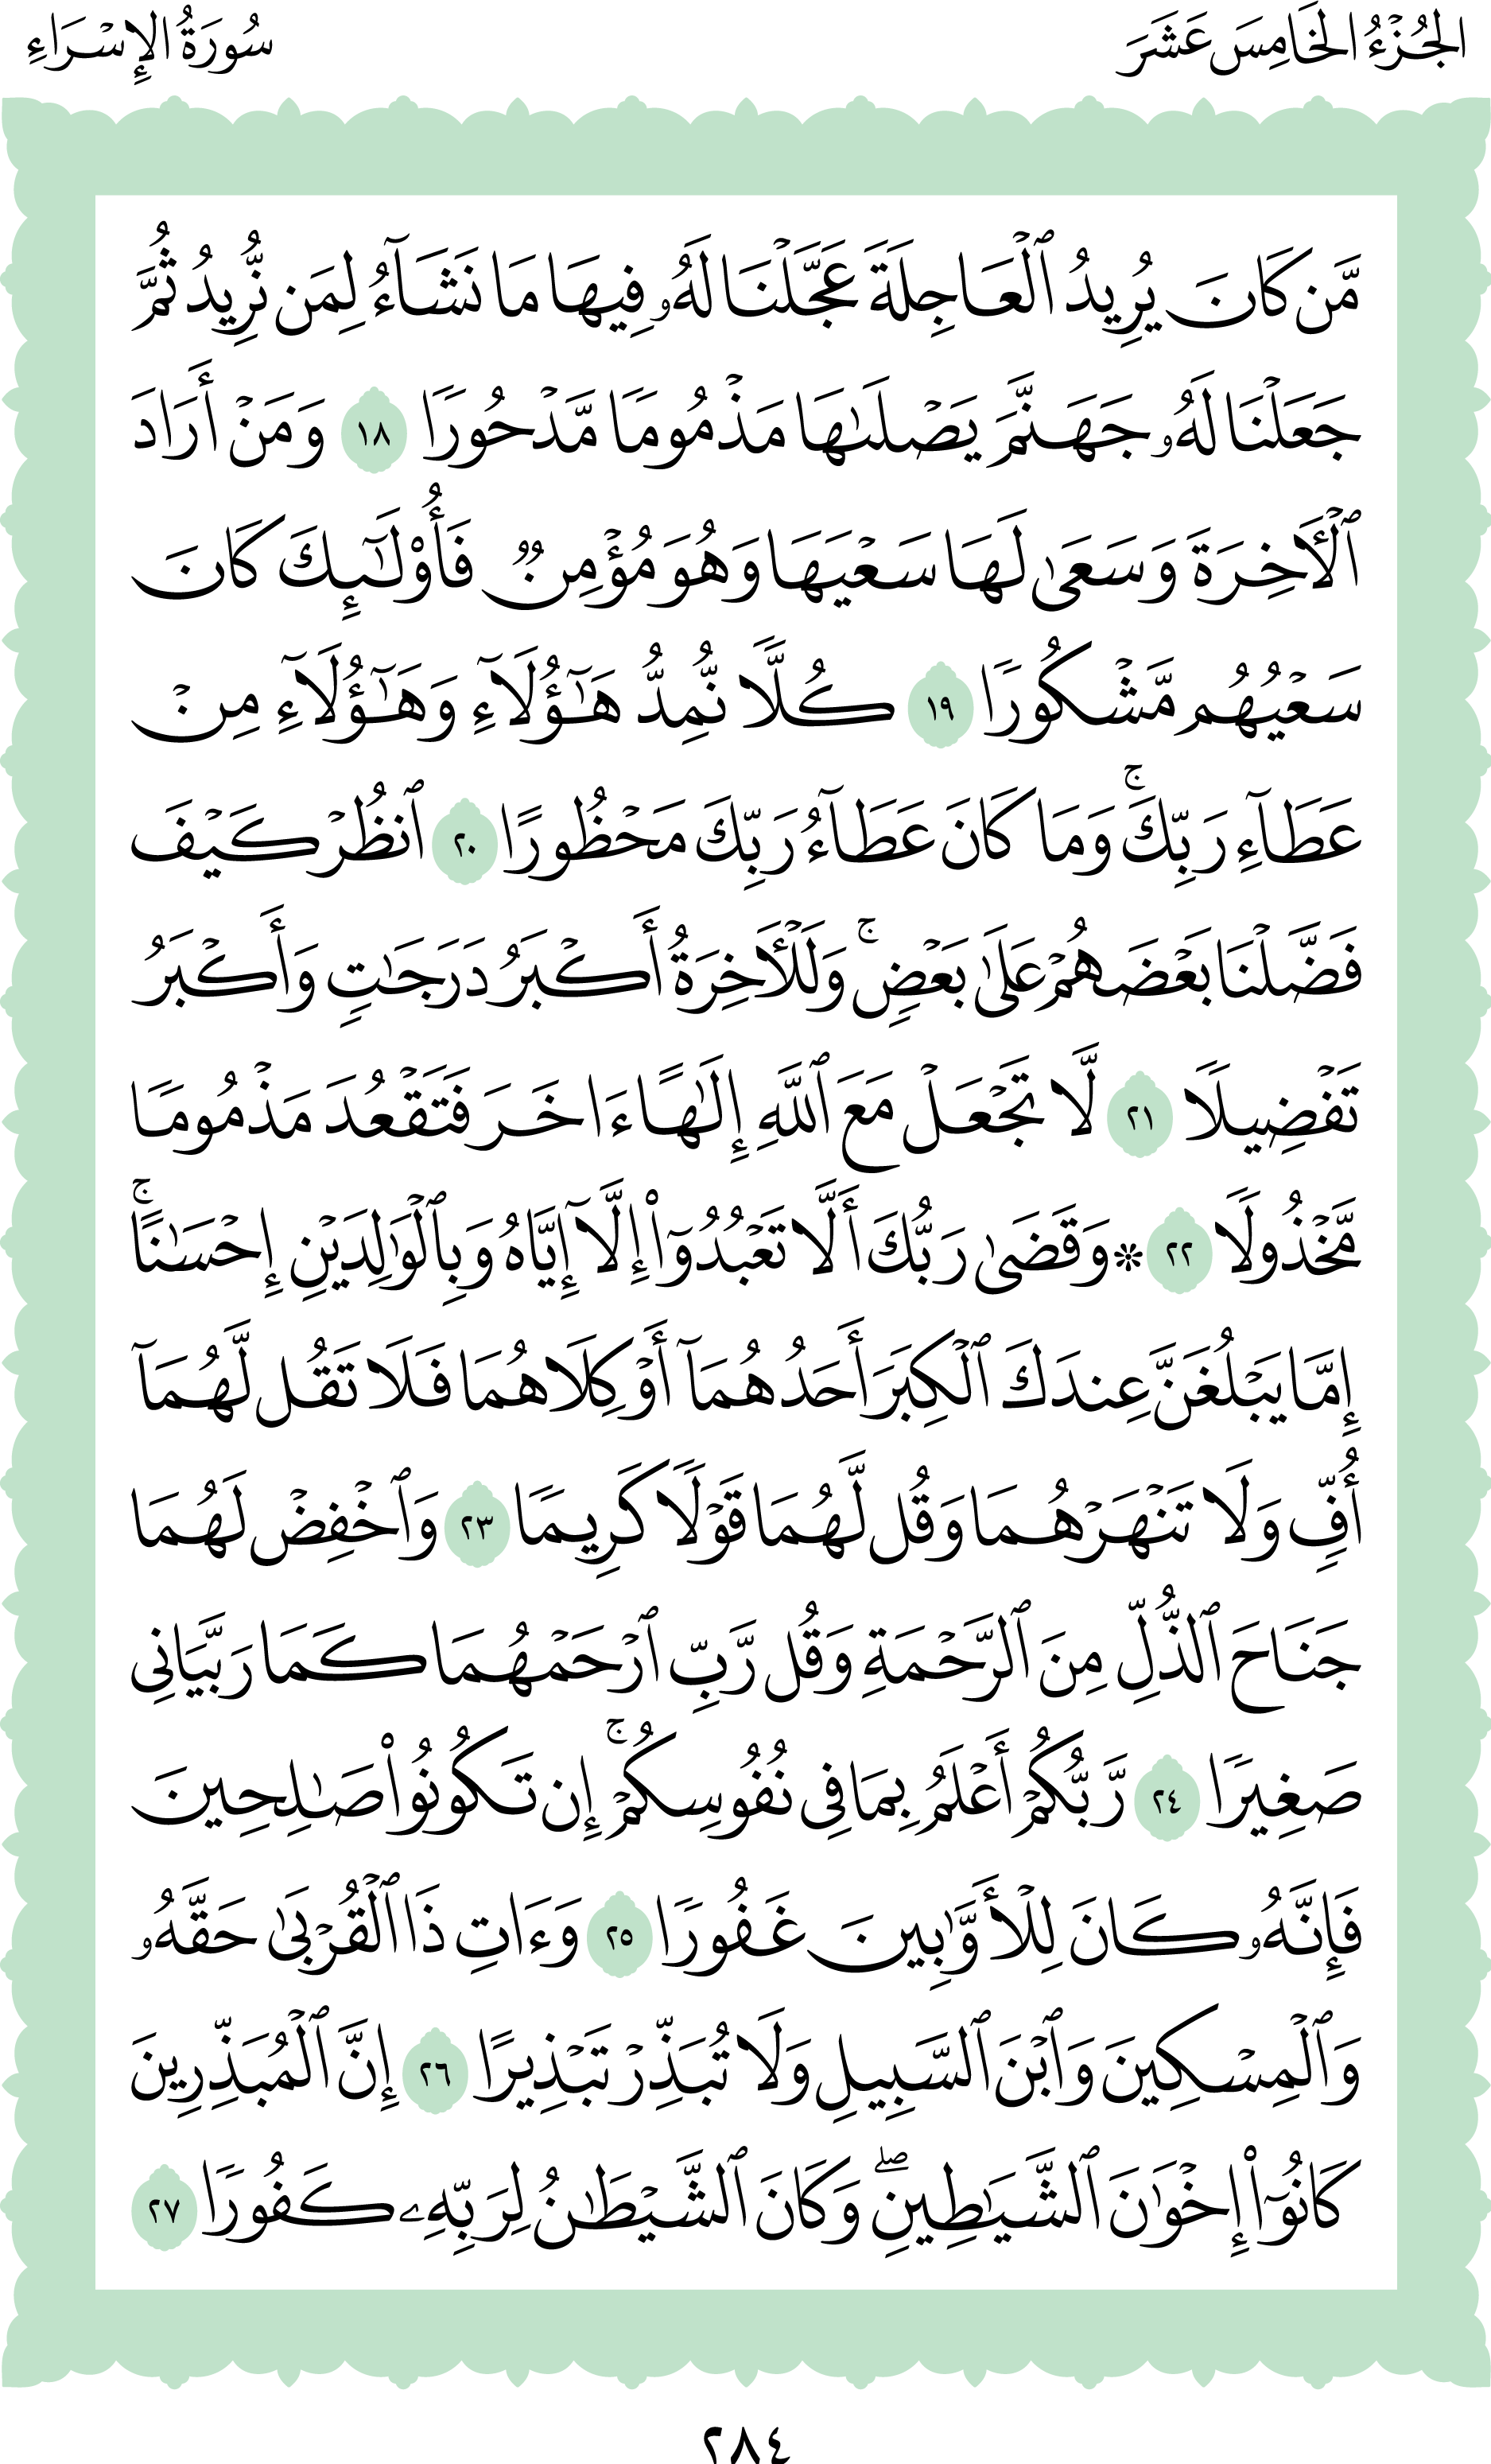 الجُزْءُ الخَامِسَ عَشَرَ
سُورَةُ الإِسْرَاءِ
مَّن كَانَ يُرِيدُ ٱلْعَاجِلَةَ عَجَّلْنَا لَهُۥ فِيهَا مَا نَشَآءُ لِمَن نُّرِيدُ ثُمَّ
جَعَلْنَا لَهُۥ جَهَنَّمَ يَصْلَىٰهَا مَذْمُومًا مَّدْحُورًا ١٨ وَمَنْ أَرَادَ
ٱلْأَخِرَةَ وَسَعَىٰ لَهَا سَعْيَهَا وَهُوَ مُؤْمِنٌ فَأُوْلَٰٓئِكَ كَانَ
سَعْيُهُم مَّشْكُورًا ١٩ كُلًّا نُّمِدُّ هَٰٓؤُلَآءِ وَهَٰٓؤُلَآءِ مِنْ
عَطَآءِ رَبِّكَۚ وَمَا كَانَ عَطَآءُ رَبِّكَ مَحْظُورًا ٢٠ ٱنظُرْ كَيْفَ
فَضَّلْنَا بَعْضَهُمْ عَلَىٰ بَعْضٍۚ وَلَلْأَخِرَةُ أَكْبَرُ دَرَجَٰتٍ وَأَكْبَرُ
تَفْضِيلًا ٢١ لَّا تَجْعَلْ مَعَ ٱللَّهِ إِلَٰهًا ءَاخَرَ فَتَقْعُدَ مَذْمُومًا
مَّخْذُولًا ٢٢ ۞ وَقَضَىٰ رَبُّكَ أَلَّا تَعْبُدُوٓا۟ إِلَّآ إِيَّاهُ وَبِٱلْوَٰلِدَيْنِ إِحْسَٰنًاۚ
إِمَّا يَبْلُغَنَّ عِندَكَ ٱلْكِبَرَ أَحَدُهُمَآ أَوْ كِلَاهُمَا فَلَا تَقُل لَّهُمَآ
أُفٍّ وَلَا تَنْهَرْهُمَا وَقُل لَّهُمَا قَوْلًا كَرِيمًا ٢٣ وَٱخْفِضْ لَهُمَا
جَنَاحَ ٱلذُّلِّ مِنَ ٱلرَّحْمَةِ وَقُل رَّبِّ ٱرْحَمْهُمَا كَمَا رَبَّيَانِى
صَغِيرًا ٢٤ رَّبُّكُمْ أَعْلَمُ بِمَا فِى نُفُوسِكُمْۚ إِن تَكُونُوا۟ صَٰلِحِينَ
فَإِنَّهُۥ كَانَ لِلْأَوَّٰبِينَ غَفُورًا ٢٥ وَءَاتِ ذَا ٱلْقُرْبَىٰ حَقَّهُۥ
وَٱلْمِسْكِينَ وَٱبْنَ ٱلسَّبِيلِ وَلَا تُبَذِّرْ تَبْذِيرًا ٢٦ إِنَّ ٱلْمُبَذِّرِينَ
كَانُوٓا۟ إِخْوَٰنَ ٱلشَّيَٰطِينِۖ وَكَانَ ٱلشَّيْطَٰنُ لِرَبِّهِۦ كَفُورًا ٢٧
٢٨٤